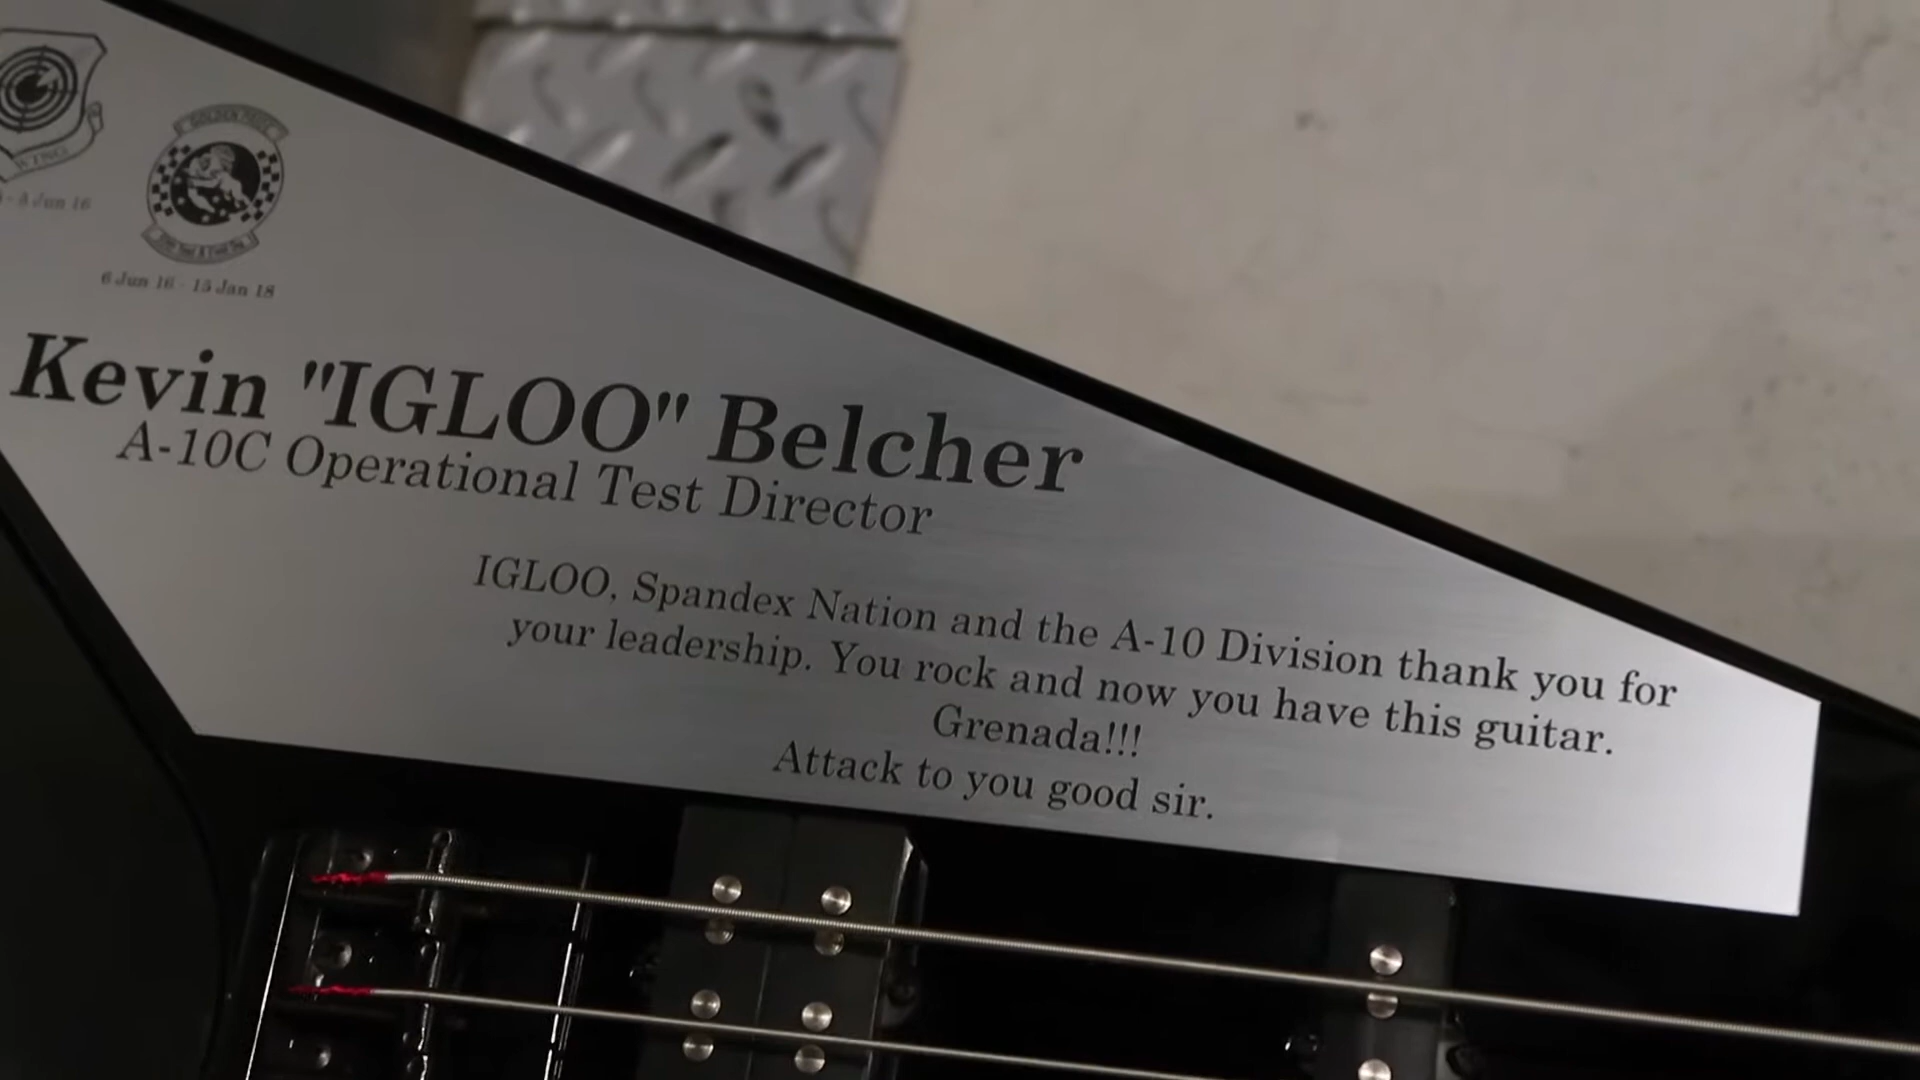 WING
- 3 Jun 16
6 Jun 16 - 15 Jan 18
Kevin "IGLOO" Belcher
A-10C Operational Test Director
IGLOO, Spandex Nation and the A-10 Division thank you for
your leadership. You rock and now you have this guitar.
Grenada!!!
Attack to you good sir.